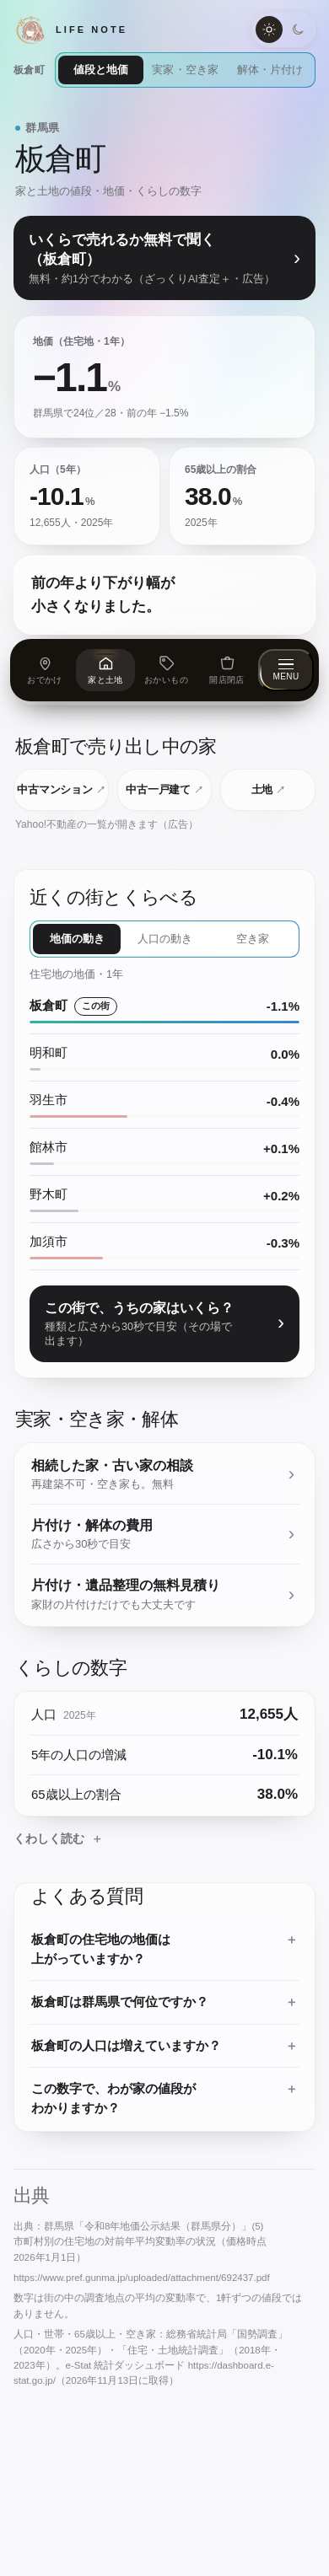 LIFE NOTE
板倉町
値段と地価
実家・空き家
解体・片付け
群馬県
板倉町
家と土地の値段・地価・くらしの数字
いくらで売れるか無料で聞く
（板倉町）
無料・約1分でわかる（ざっくりAI査定＋・広告）
›
地価（住宅地・1年）
−1.1%
群馬県で24位／28・前の年 −1.5%
人口（5年）
-10.1%
12,655人・2025年
65歳以上の割合
38.0%
2025年
前の年より下がり幅が
小さくなりました。
おでかけ
家と土地
おかいもの
開店閉店
MENU
板倉町で売り出し中の家
中古マンション ↗
中古一戸建て ↗
土地 ↗
Yahoo!不動産の一覧が開きます（広告）
近くの街とくらべる
地価の動き
人口の動き
空き家
住宅地の地価・1年
板倉町 この街 -1.1%
明和町 0.0%
羽生市 -0.4%
館林市 +0.1%
野木町 +0.2%
加須市 -0.3%
この街で、うちの家はいくら？
種類と広さから30秒で目安（その場で
出ます）
›
実家・空き家・解体
相続した家・古い家の相談
再建築不可・空き家も。無料
›
片付け・解体の費用
広さから30秒で目安
›
片付け・遺品整理の無料見積り
家財の片付けだけでも大丈夫です
›
くらしの数字
人口 2025年 12,655人
5年の人口の増減 -10.1%
65歳以上の割合 38.0%
くわしく読む +
よくある質問
板倉町の住宅地の地価は
上がっていますか？ +
板倉町は群馬県で何位ですか？ +
板倉町の人口は増えていますか？ +
この数字で、わが家の値段が
わかりますか？ +
出典
出典：群馬県「令和8年地価公示結果（群馬県分）」(5)
市町村別の住宅地の対前年平均変動率の状況（価格時点
2026年1月1日）
https://www.pref.gunma.jp/uploaded/attachment/692437.pdf
数字は街の中の調査地点の平均の変動率で、1軒ずつの値段では
ありません。
人口・世帯・65歳以上・空き家：総務省統計局「国勢調査」
（2020年・2025年）・「住宅・土地統計調査」（2018年・
2023年）、e-Stat 統計ダッシュボード https://dashboard.e-
stat.go.jp/（2026年11月13日に取得）